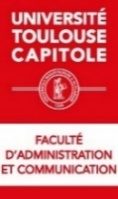 UNIVERSITÉ
TOULOUSE
CAPITOLE
FACULTÉ
D'ADMINISTRATION
ET COMMUNICATION